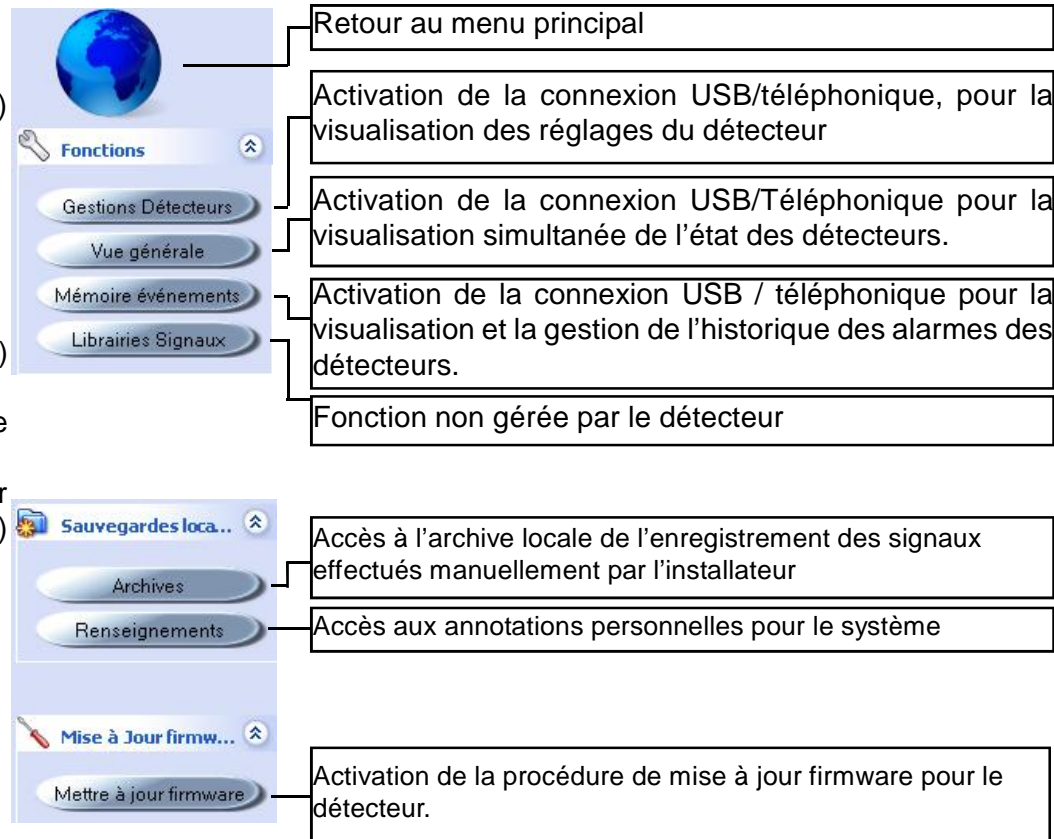 Retour au menu principal
)
Activation de la connexion USB/téléphonique, pour la
visualisation des réglages du détecteur
Fonctions
Gestions Détecteurs
Activation de la connexion USB/Téléphonique pour la
visualisation simultanée de l'état des détecteurs.
Vue générale
Mémoire événements
Activation de la connexion USB / téléphonique pour la
visualisation et la gestion de l'historique des alarmes des
détecteurs.
Librairies Signaux
)
e
Fonction non gérée par le détecteur
r
)
Sauvegardes loca...
Accès à l'archive locale de l'enregistrement des signaux
effectués manuellement par l'installateur
Archives
Renseignements
Accès aux annotations personnelles pour le système
Mise à Jour firmw...
Mettre à jour firmware
Activation de la procédure de mise à jour firmware pour le
détecteur.